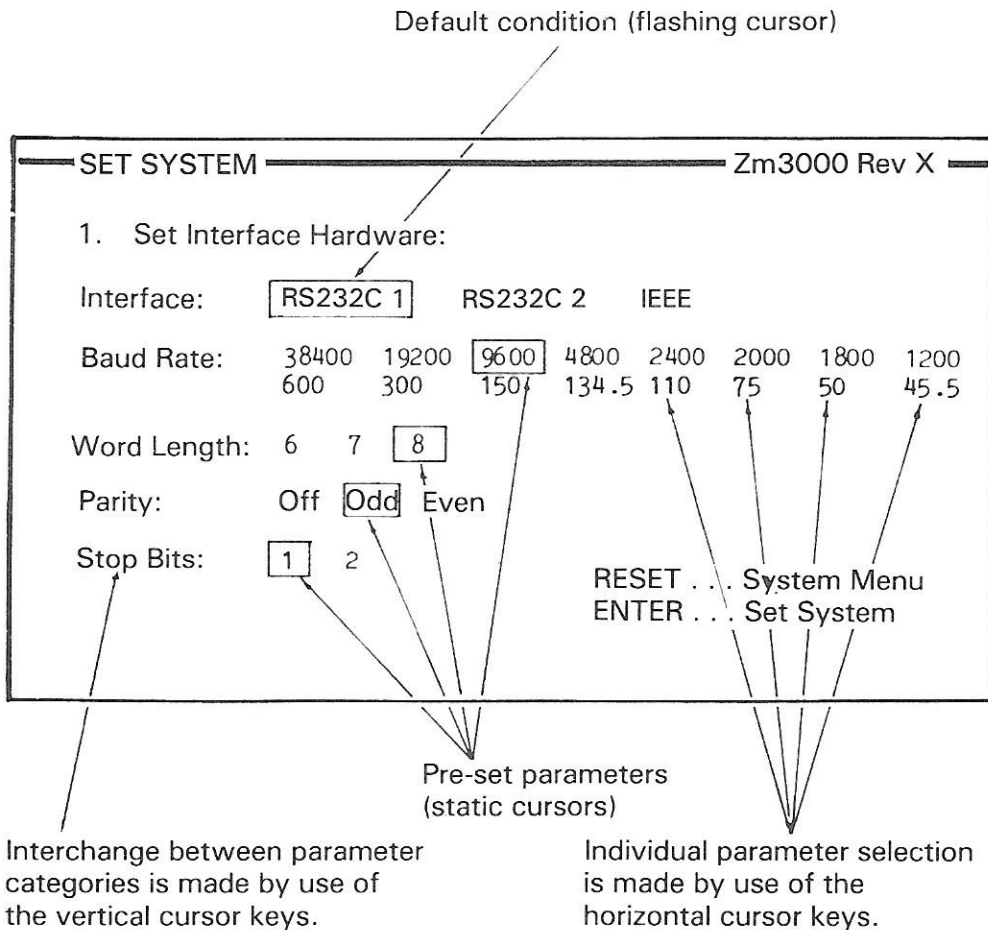 Default condition (flashing cursor)
SET SYSTEM Zm3000 Rev X
1. Set Interface Hardware:
Interface: RS232C 1 RS232C 2 IEEE
Baud Rate: 38400 19200 9600 4800 2400 2000 1800 1200
600 300 150 134.5 110 75 50 45.5
Word Length: 6 7 8
Parity: Off Odd Even
Stop Bits: 1 2
RESET . . . System Menu
ENTER . . . Set System
Pre-set parameters
(static cursors)
Interchange between parameter
categories is made by use of
the vertical cursor keys.
Individual parameter selection
is made by use of the
horizontal cursor keys.